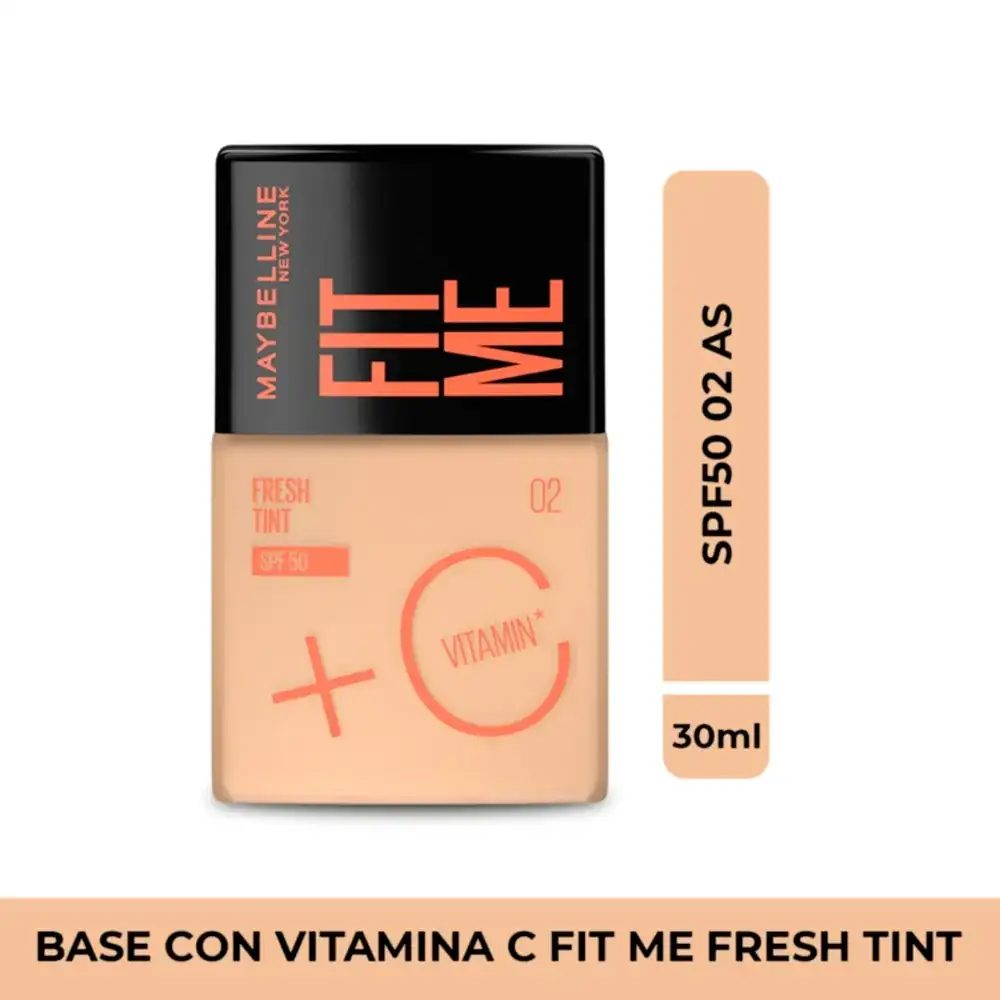 MAYBELLINE
NEW YORK
FIT
ME
FRESH
TINT
02
SPF 50
+ C
VITAMIN*
SPF50 02 AS
30ml
BASE CON VITAMINA C FIT ME FRESH TINT